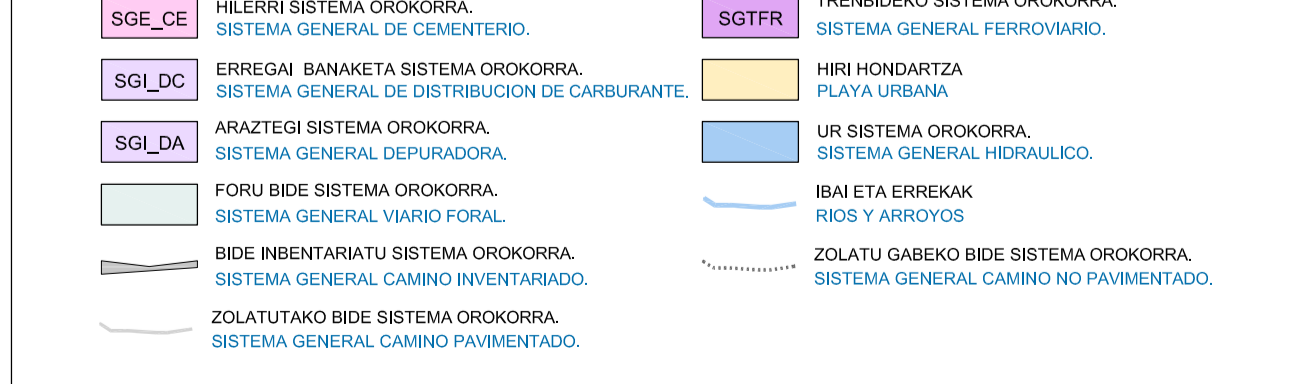 SGE_CE
HILERRI SISTEMA OROKORRA.
SISTEMA GENERAL DE CEMENTERIO.
SGI_DC
ERREGAI BANAKETA SISTEMA OROKORRA.
SISTEMA GENERAL DE DISTRIBUCION DE CARBURANTE.
SGI_DA
ARAZTEGI SISTEMA OROKORRA.
SISTEMA GENERAL DEPURADORA.
FORU BIDE SISTEMA OROKORRA.
SISTEMA GENERAL VIARIO FORAL.
BIDE INBENTARIATU SISTEMA OROKORRA.
SISTEMA GENERAL CAMINO INVENTARIADO.
ZOLATUTAKO BIDE SISTEMA OROKORRA.
SISTEMA GENERAL CAMINO PAVIMENTADO.
SGTFR
TRENBIDEKO SISTEMA OROKORRA.
SISTEMA GENERAL FERROVIARIO.
HIRI HONDARTZA
PLAYA URBANA
UR SISTEMA OROKORRA.
SISTEMA GENERAL HIDRAULICO.
IBAI ETA ERREKAK
RIOS Y ARROYOS
ZOLATU GABEKO BIDE SISTEMA OROKORRA.
SISTEMA GENERAL CAMINO NO PAVIMENTADO.